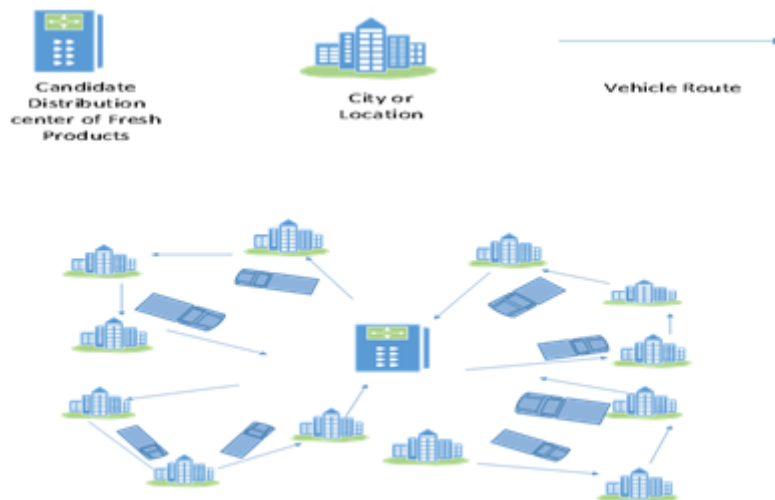 Candidate
Distribution
center of Fresh
Products
City or
Location
Vehicle Route